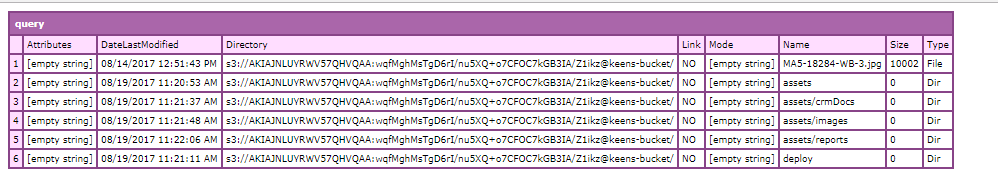 query
Attributes DateLastModified Directory Link Mode Name Size Type
1 [empty string] 08/14/2017 12:51:43 PM s3://AKIAJNLUYRWV57QHVQAA:wqfMghMsTgD6rI/nu5XQ+o7CFOC7kGB3IA/Z1ikz@keens-bucket/ NO [empty string] MA5-18284-WB-3.jpg 10002 File
2 [empty string] 08/19/2017 11:20:53 AM s3://AKIAJNLUYRWV57QHVQAA:wqfMghMsTgD6rI/nu5XQ+o7CFOC7kGB3IA/Z1ikz@keens-bucket/ NO [empty string] assets 0 Dir
3 [empty string] 08/19/2017 11:21:37 AM s3://AKIAJNLUYRWV57QHVQAA:wqfMghMsTgD6rI/nu5XQ+o7CFOC7kGB3IA/Z1ikz@keens-bucket/ NO [empty string] assets/crmDocs 0 Dir
4 [empty string] 08/19/2017 11:21:48 AM s3://AKIAJNLUYRWV57QHVQAA:wqfMghMsTgD6rI/nu5XQ+o7CFOC7kGB3IA/Z1ikz@keens-bucket/ NO [empty string] assets/images 0 Dir
5 [empty string] 08/19/2017 11:22:06 AM s3://AKIAJNLUYRWV57QHVQAA:wqfMghMsTgD6rI/nu5XQ+o7CFOC7kGB3IA/Z1ikz@keens-bucket/ NO [empty string] assets/reports 0 Dir
6 [empty string] 08/19/2017 11:21:11 AM s3://AKIAJNLUYRWV57QHVQAA:wqfMghMsTgD6rI/nu5XQ+o7CFOC7kGB3IA/Z1ikz@keens-bucket/ NO [empty string] deploy 0 Dir